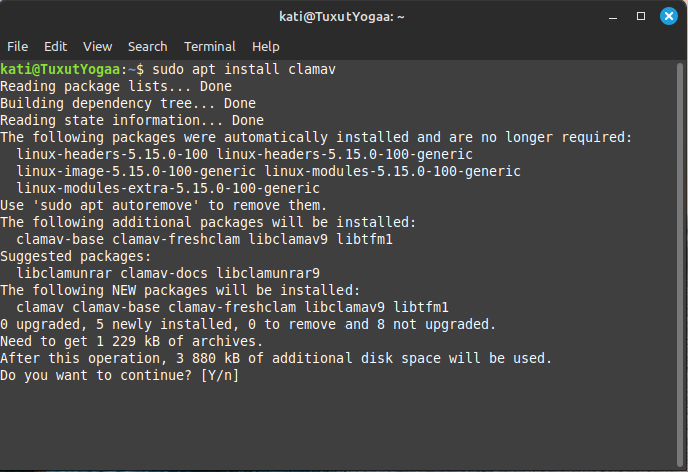 kati@TuxutYogaa: ~
File Edit View Search Terminal Help
kati@TuxutYogaa:~$ sudo apt install clamav
Reading package lists... Done
Building dependency tree... Done
Reading state information... Done
The following packages were automatically installed and are no longer required:
  linux-headers-5.15.0-100 linux-headers-5.15.0-100-generic
  linux-image-5.15.0-100-generic linux-modules-5.15.0-100-generic
  linux-modules-extra-5.15.0-100-generic
Use 'sudo apt autoremove' to remove them.
The following additional packages will be installed:
  clamav-base clamav-freshclam libclamav9 libtfm1
Suggested packages:
  libclamunrar clamav-docs libclamunrar9
The following NEW packages will be installed:
  clamav clamav-base clamav-freshclam libclamav9 libtfm1
0 upgraded, 5 newly installed, 0 to remove and 8 not upgraded.
Need to get 1 229 kB of archives.
After this operation, 3 880 kB of additional disk space will be used.
Do you want to continue? [Y/n]